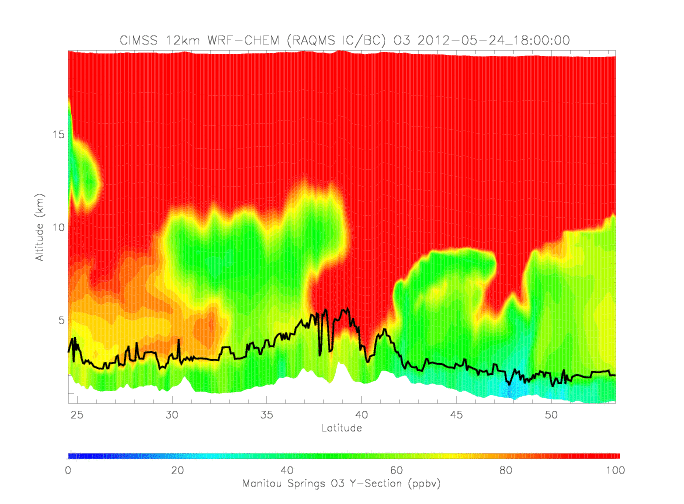 CIMSS 12km WRF-CHEM (RAQMS IC/BC) O3 2012-05-24_18:00:00
15
10
5
Altitude (km)
25 30 35 40 45 50
Latitude
0 20 40 60 80 100
Manitou Springs O3 Y-Section (ppbv)